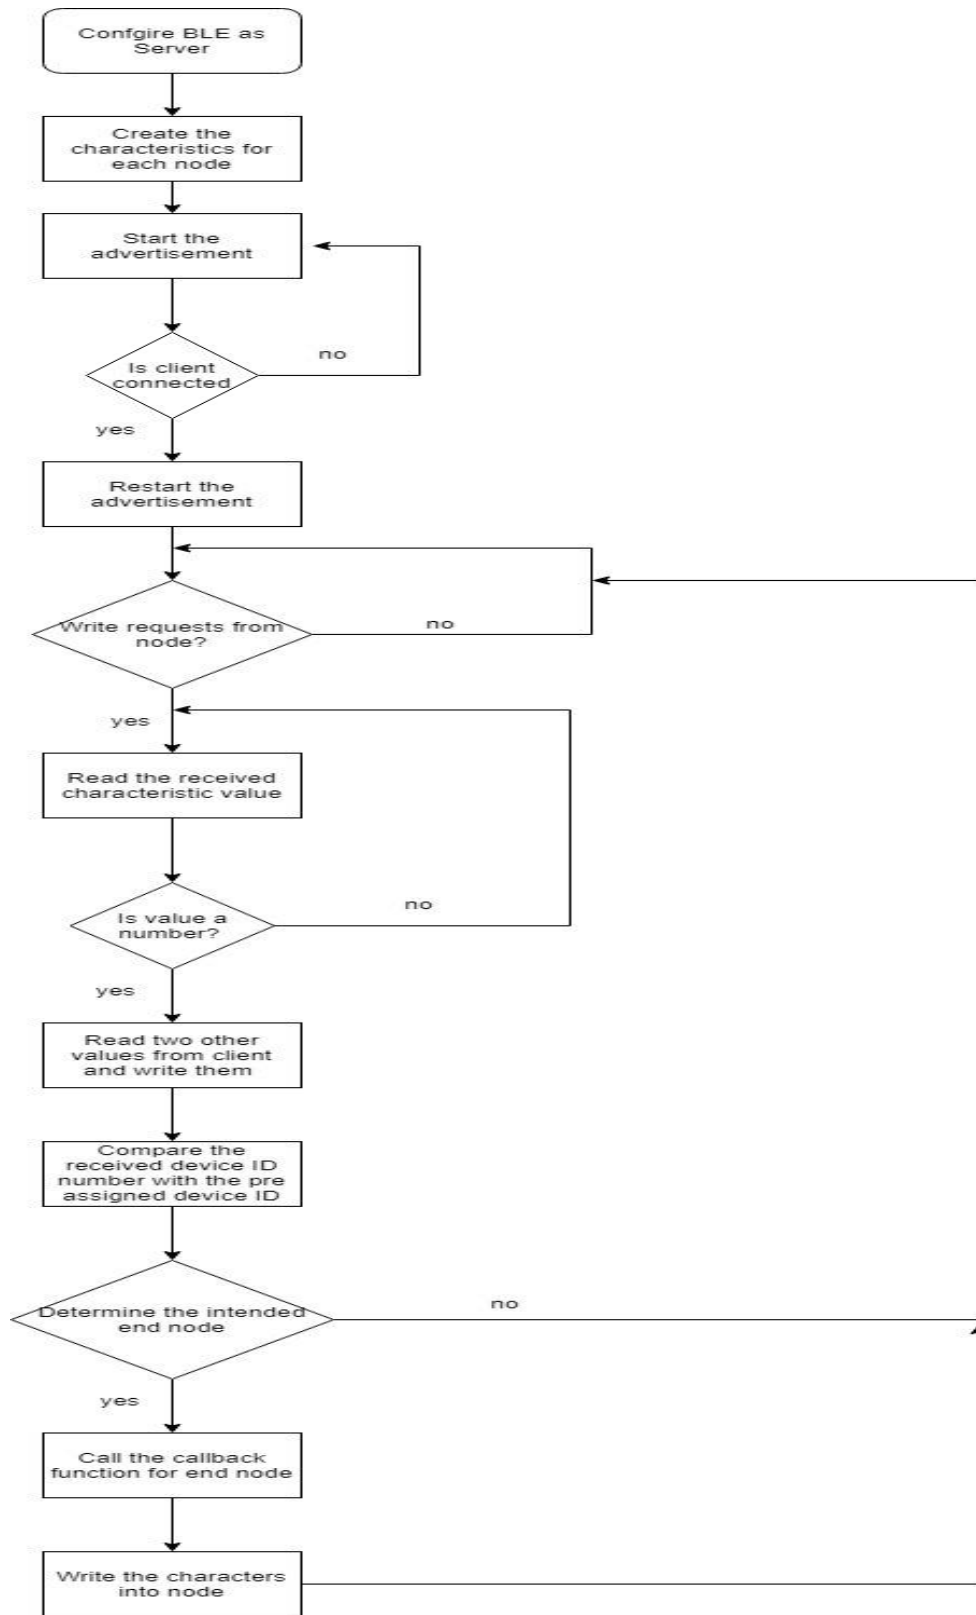 Confgire BLE as
Server
Create the
characteristics for
each node
Start the
advertisement
no
Is client
connected
yes
Restart the
advertisement
Write requests from
node?
no
yes
Read the received
characteristic value
no
Is value a
number?
yes
Read two other
values from client
and write them
Compare the
received device ID
number with the pre
assigned device ID
no
Determine the intended
end node
yes
Call the callback
function for end node
Write the characters
into node